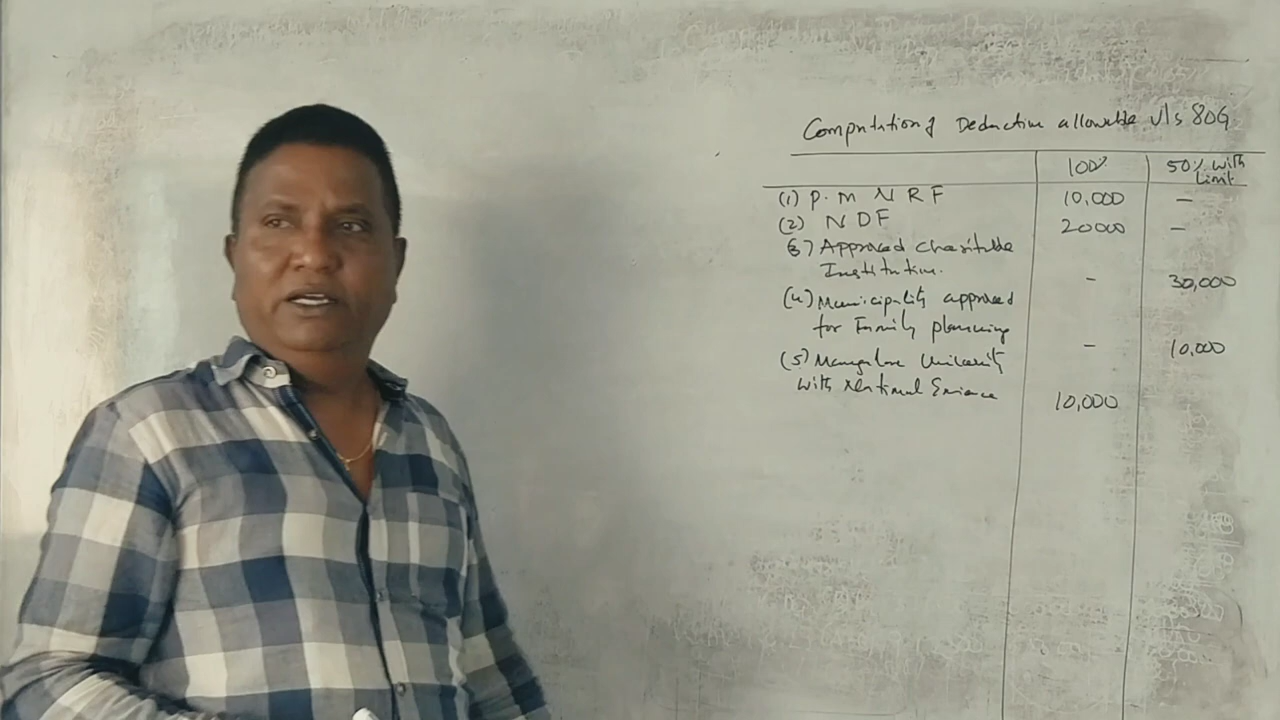 Computation of Deduction allowable u/s 80G
100% 50% with Limit
(1) P. M N R F 10,000 —
(2) N D F 20000 —
(3) Approved Charitable
Institution. - 30,000
(4) Municipality approved
for Family planning - 10,000
(5) Mangalore University
with National Eminence 10,000